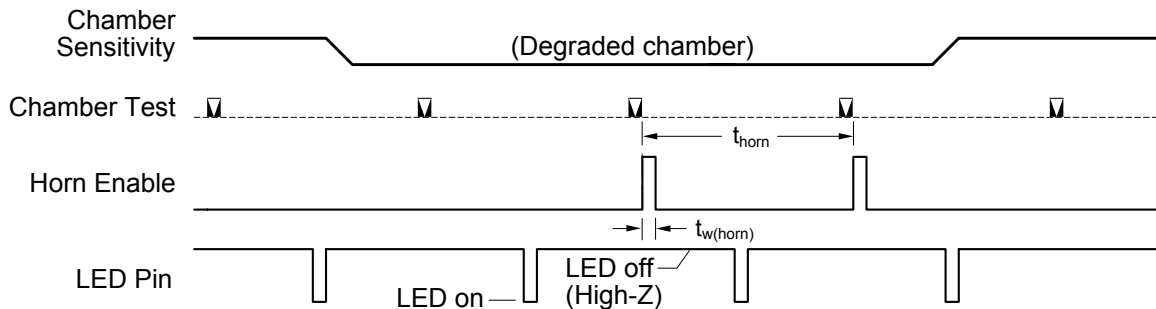 Chamber
Sensitivity
(Degraded chamber)
Chamber Test
thorn
Horn Enable
tw(horn)
LED Pin
LED off
(High-Z)
LED on